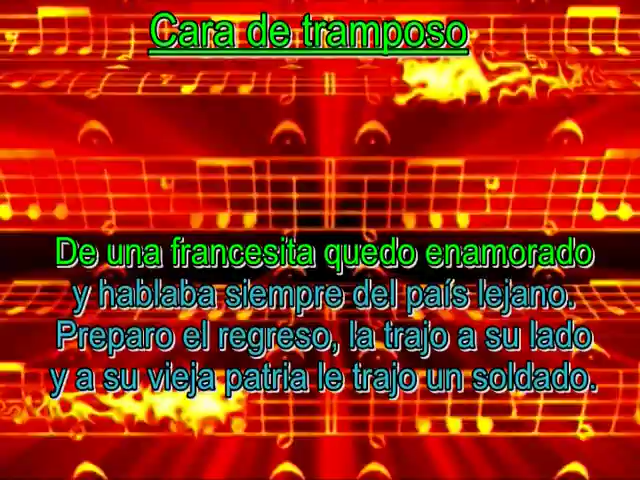 Cara de tramposo
De una francesita quedo enamorado
y hablaba siempre del país lejano.
Preparo el regreso, la trajo a su lado
y a su vieja patria le trajo un soldado.